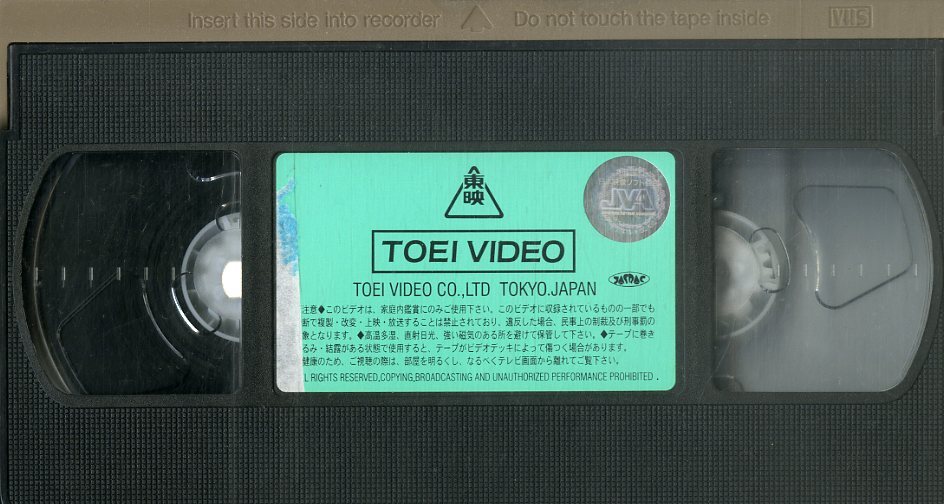 Insert this side into recorder Do not touch the tape inside VHS
東映
JVA
TOEI VIDEO
TOEI VIDEO CO.,LTD TOKYO.JAPAN
JASRAC
注意◆このビデオは、家庭内鑑賞にのみご使用下さい。このビデオに収録されているものの一部でも
断で複製・改変・上映・放送することは禁止されており、違反した場合、民事上の制裁及び刑事罰の
象となります。◆高温多湿、直射日光、強い磁気のある所を避けて保管して下さい。◆テープに巻き
るみ・結露がある状態で使用すると、テープがビデオデッキによって傷つく場合があります。
健康のため、ご視聴の際は、部屋を明るくし、なるべくテレビ画面から離れてご覧下さい。
L RIGHTS RESERVED,COPYING,BROADCASTING AND UNAUTHORIZED PERFORMANCE PROHIBITED.